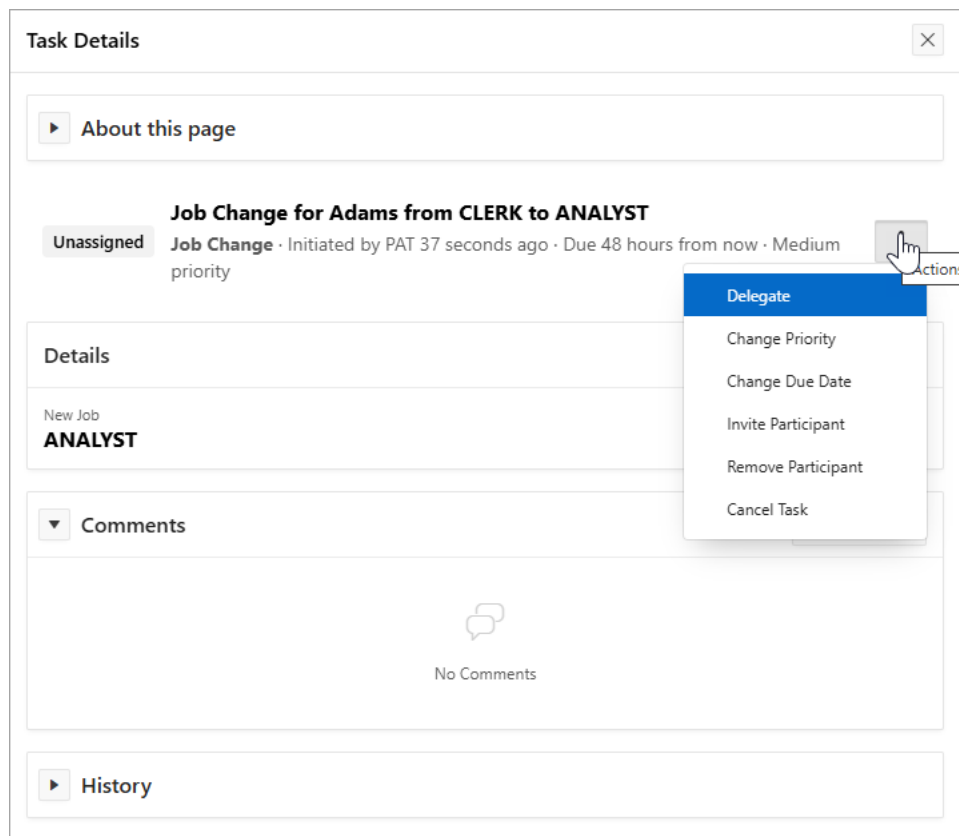 Task Details
About this page
Job Change for Adams from CLERK to ANALYST
Unassigned
Job Change · Initiated by PAT 37 seconds ago · Due 48 hours from now · Medium
priority
Actions
Delegate
Change Priority
Change Due Date
Invite Participant
Remove Participant
Cancel Task
Details
New Job
ANALYST
Comments
No Comments
History